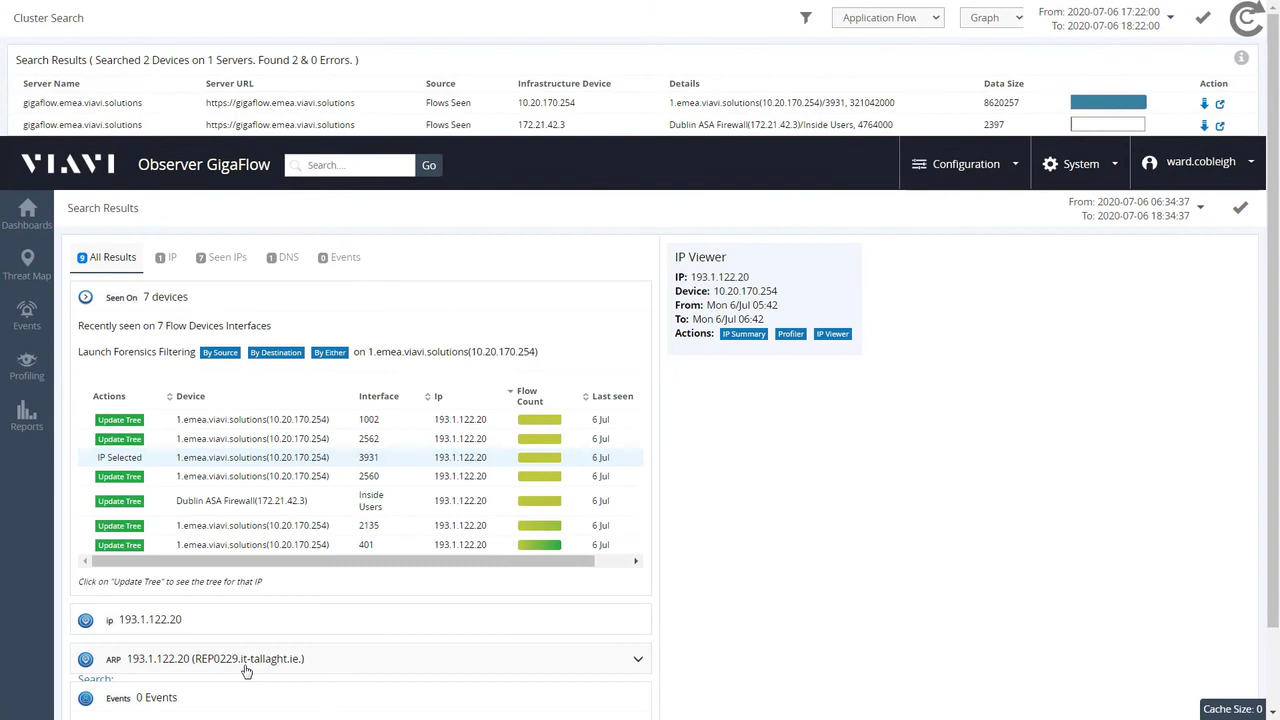 Cluster Search
Application Flow
Graph
From: 2020-07-06 17:22:00
To: 2020-07-06 18:22:00
Search Results ( Searched 2 Devices on 1 Servers. Found 2 & 0 Errors. )
Server Name Server URL Source Infrastructure Device Details Data Size Action
gigaflow.emea.viavi.solutions https://gigaflow.emea.viavi.solutions Flows Seen 10.20.170.254 1.emea.viavi.solutions(10.20.170.254)/3931, 321042000 8620257
gigaflow.emea.viavi.solutions https://gigaflow.emea.viavi.solutions Flows Seen 172.21.42.3 Dublin ASA Firewall(172.21.42.3)/Inside Users, 4764000 2397
VIAVI Observer GigaFlow Search.... Go Configuration System ward.cobleigh
Dashboards
Threat Map
Events
Profiling
Reports
Search Results
From: 2020-07-06 06:34:37
To: 2020-07-06 18:34:37
9 All Results 1 IP 7 Seen IPs 1 DNS 0 Events
Seen On 7 devices
Recently seen on 7 Flow Devices Interfaces
Launch Forensics Filtering By Source By Destination By Either on 1.emea.viavi.solutions(10.20.170.254)
Actions Device Interface Ip Flow Count Last seen
Update Tree 1.emea.viavi.solutions(10.20.170.254) 1002 193.1.122.20 6 Jul
Update Tree 1.emea.viavi.solutions(10.20.170.254) 2562 193.1.122.20 6 Jul
IP Selected 1.emea.viavi.solutions(10.20.170.254) 3931 193.1.122.20 6 Jul
Update Tree 1.emea.viavi.solutions(10.20.170.254) 2560 193.1.122.20 6 Jul
Update Tree Dublin ASA Firewall(172.21.42.3) Inside Users 193.1.122.20 6 Jul
Update Tree 1.emea.viavi.solutions(10.20.170.254) 2135 193.1.122.20 6 Jul
Update Tree 1.emea.viavi.solutions(10.20.170.254) 401 193.1.122.20 6 Jul
Click on "Update Tree" to see the tree for that IP
ip 193.1.122.20
ARP 193.1.122.20 (REP0229.it-tallaght.ie.)
Search:
Events 0 Events
IP Viewer
IP: 193.1.122.20
Device: 10.20.170.254
From: Mon 6/Jul 05:42
To: Mon 6/Jul 06:42
Actions: IP Summary Profiler IP Viewer
Cache Size: 0